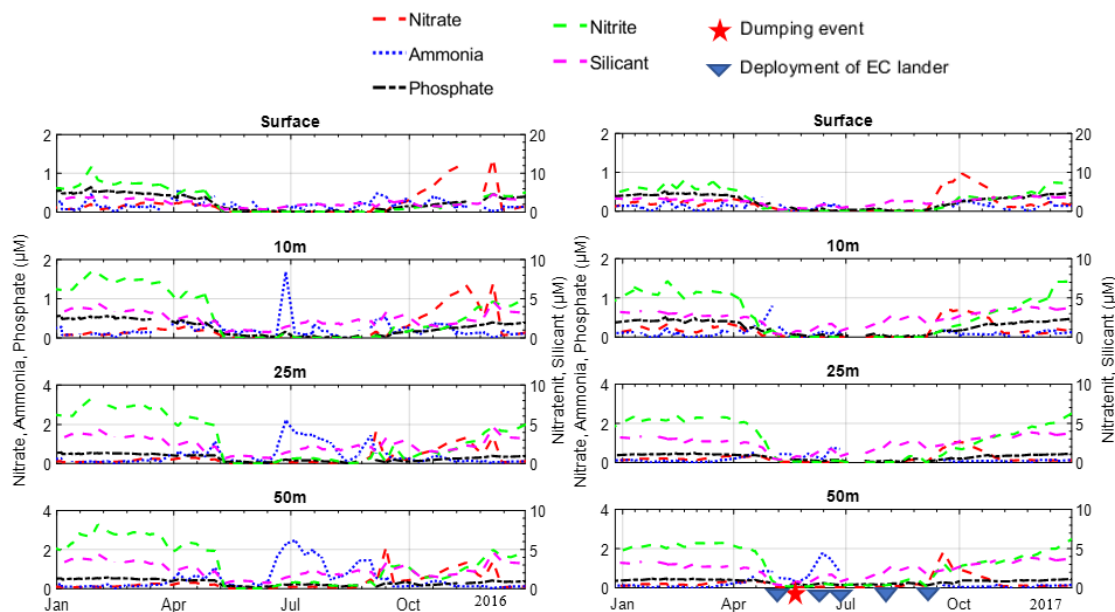 Nitrate
Nitrite
Dumping event
Ammonia
Silicant
Deployment of EC lander
Phosphate
Surface
2
1
0
20
10
0
10m
2
1
0
10
5
0
25m
4
2
0
10
5
0
50m
4
2
0
10
5
0
Jan
Apr
Jul
Oct
2016
Nitrate, Ammonia, Phosphate (µM)
Nitratenit, Silicant (µM)
Surface
2
1
0
20
10
0
10m
2
1
0
10
5
0
25m
4
2
0
10
5
0
50m
4
2
0
10
5
0
Jan
Apr
Jul
Oct
2017
Nitrate, Ammonia, Phosphate (µM)
Nitratenit, Silicant (µM)